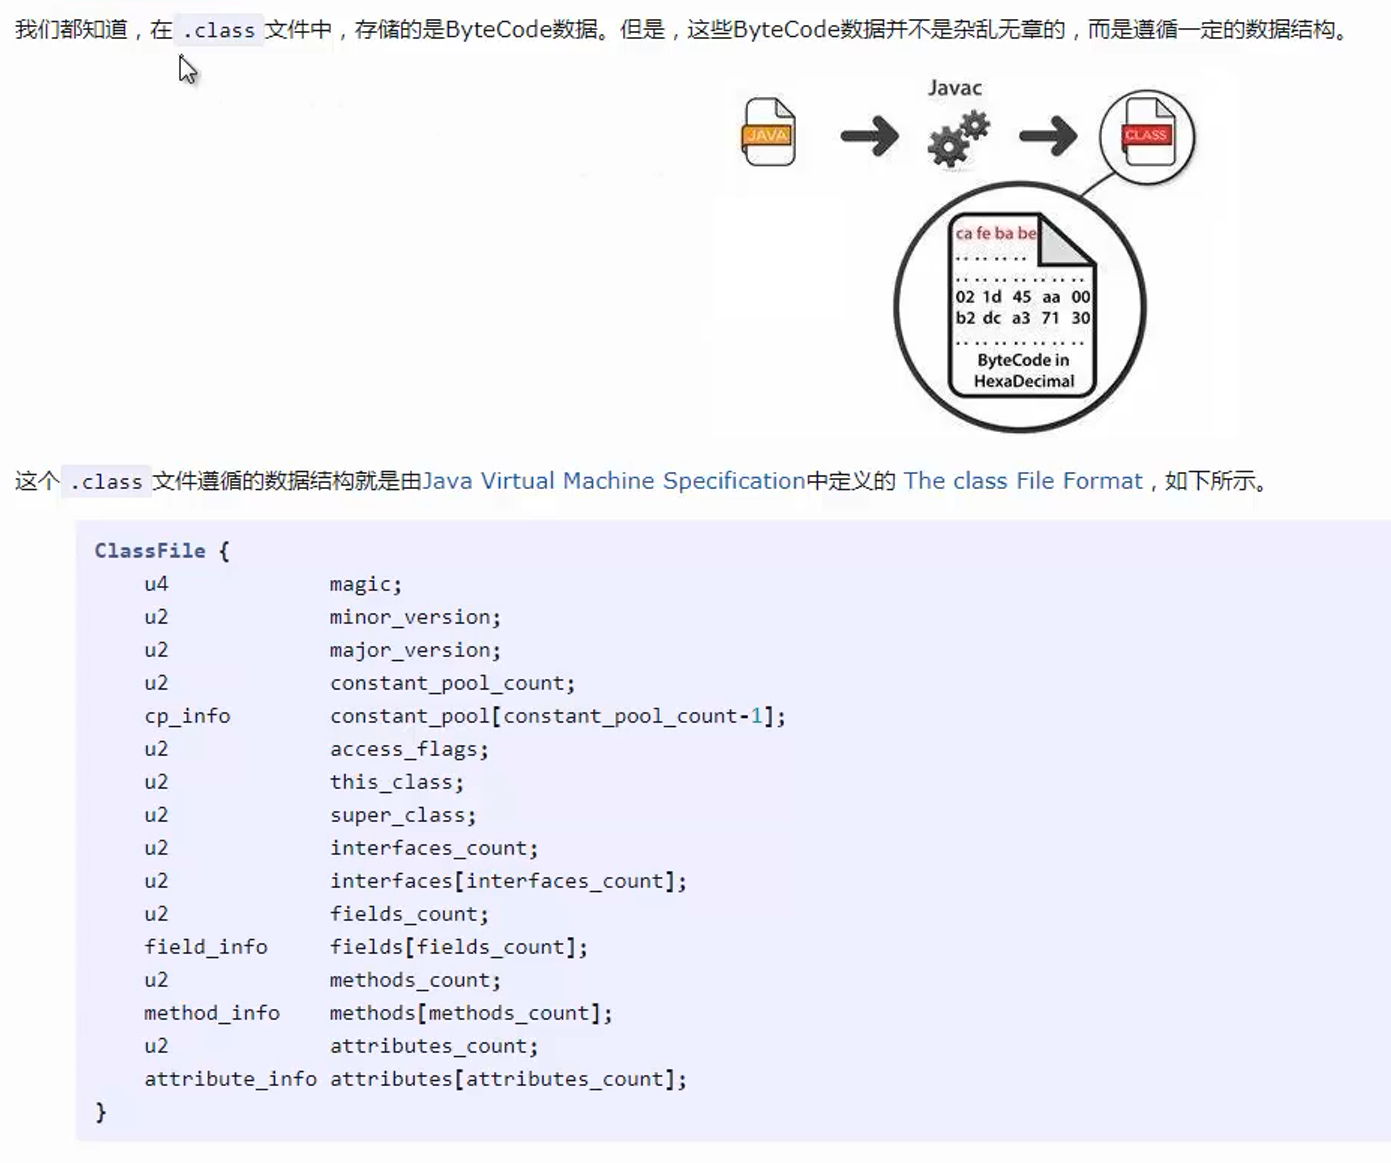 我们都知道，在 .class 文件中，存储的是ByteCode数据。但是，这些ByteCode数据并不是杂乱无章的，而是遵循一定的数据结构。
Javac
JAVA
CLASS
ca fe ba be
.. .. .. ..
.. .. .. .. .. ..
02 1d 45 aa 00
b2 dc a3 71 30
.. .. .. .. .. ..
ByteCode in
HexaDecimal
这个 .class 文件遵循的数据结构就是由Java Virtual Machine Specification中定义的 The class File Format，如下所示。
ClassFile {
    u4             magic;
    u2             minor_version;
    u2             major_version;
    u2             constant_pool_count;
    cp_info        constant_pool[constant_pool_count-1];
    u2             access_flags;
    u2             this_class;
    u2             super_class;
    u2             interfaces_count;
    u2             interfaces[interfaces_count];
    u2             fields_count;
    field_info     fields[fields_count];
    u2             methods_count;
    method_info    methods[methods_count];
    u2             attributes_count;
    attribute_info attributes[attributes_count];
}